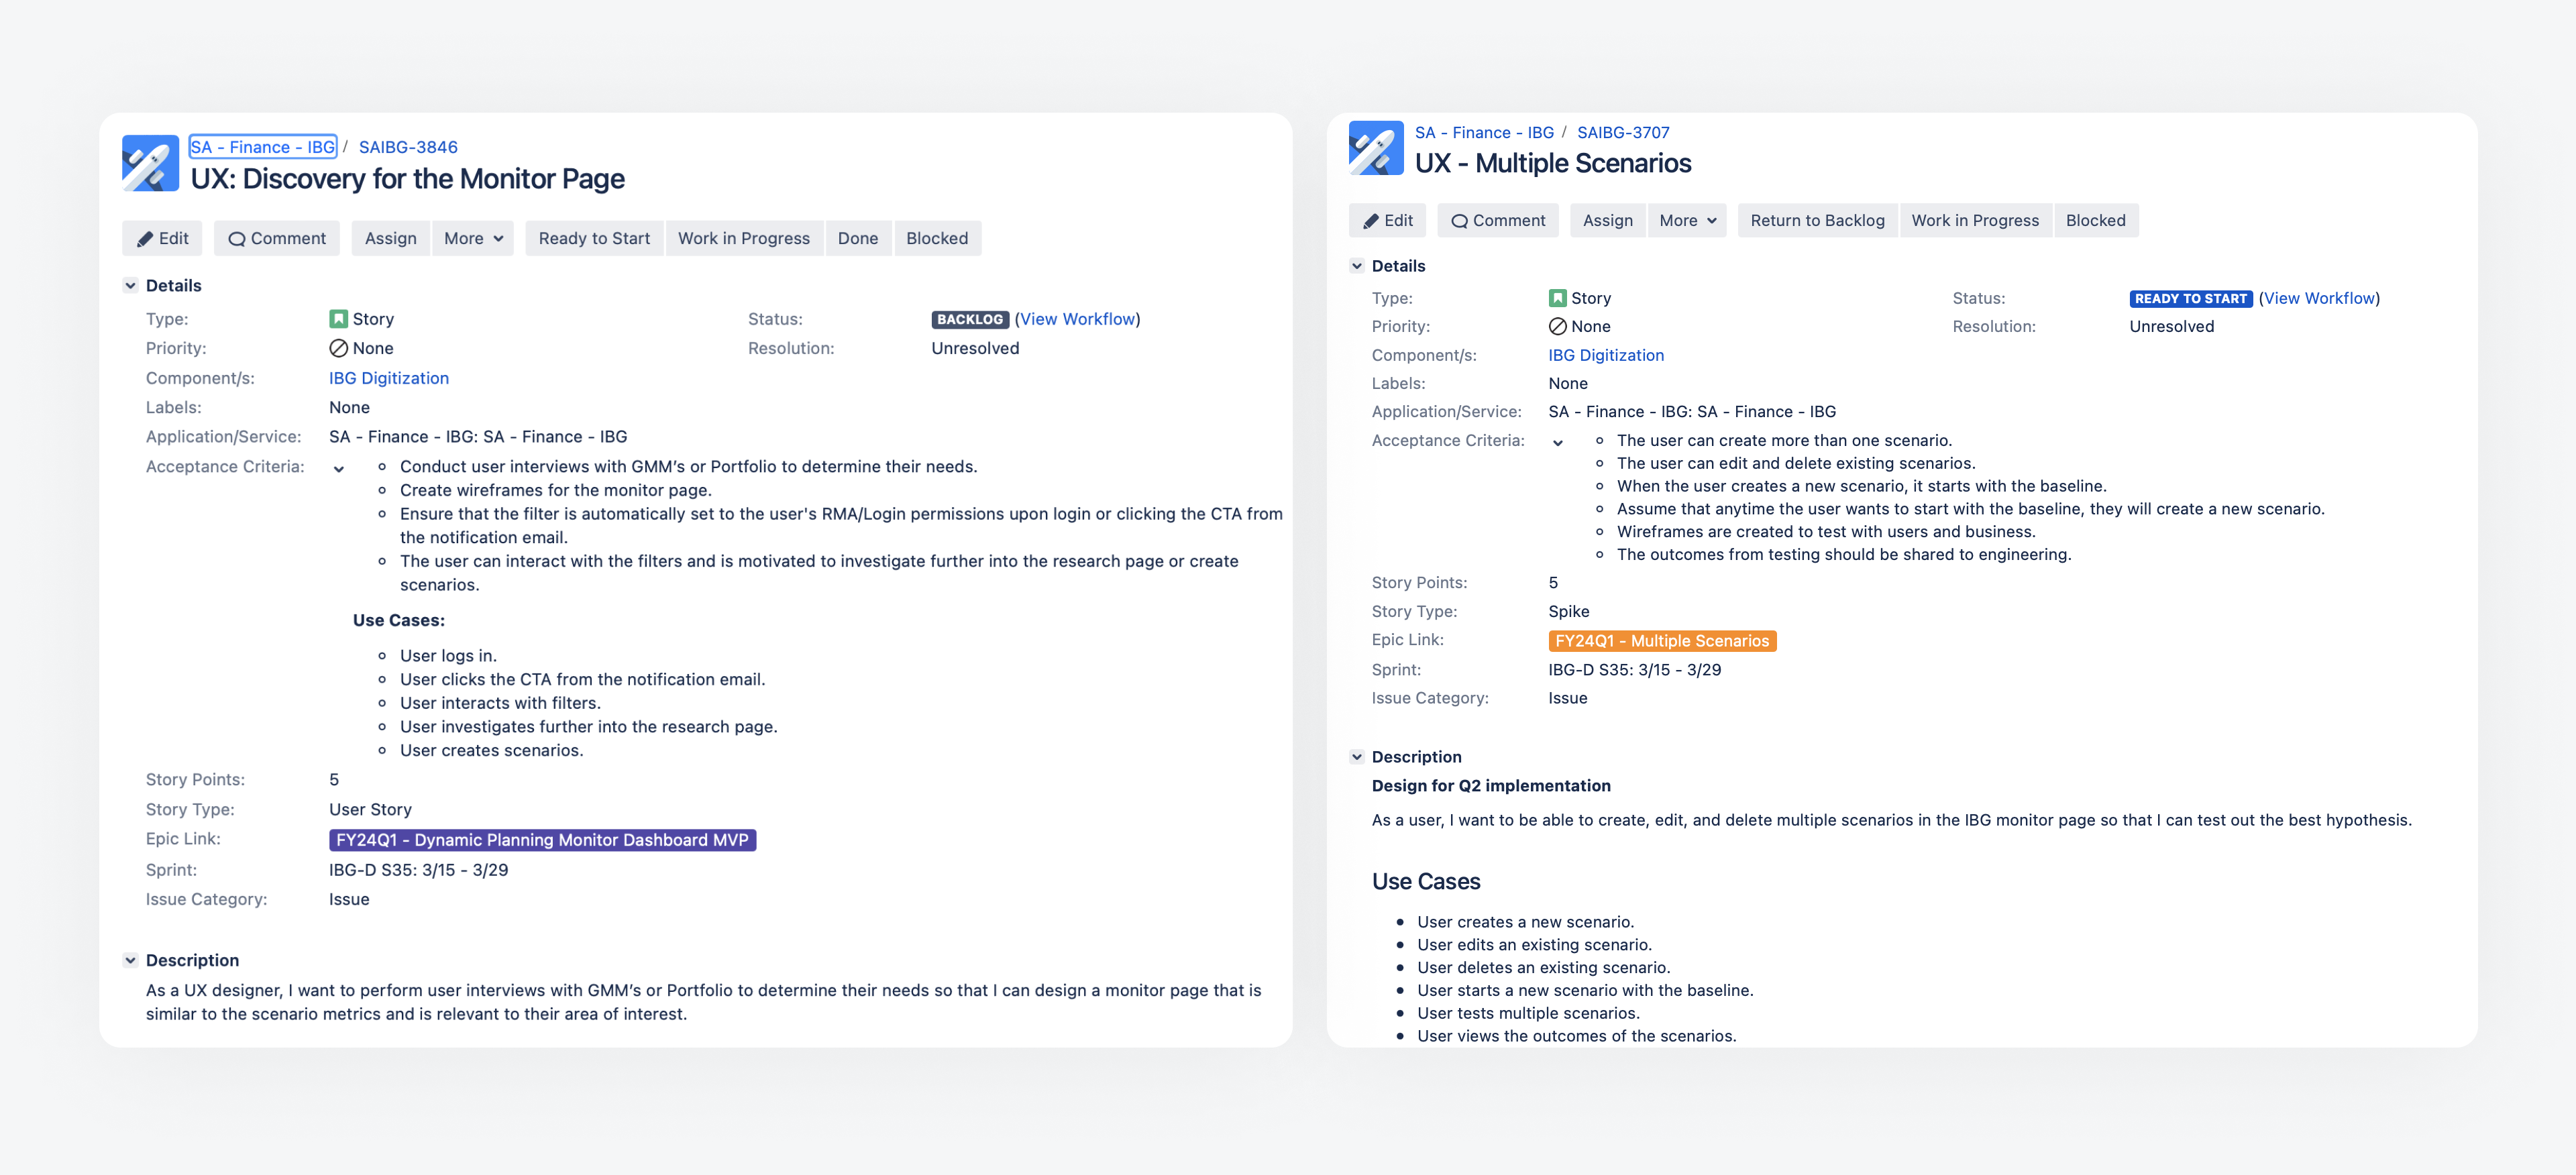 SA - Finance - IBG / SAIBG-3846
UX: Discovery for the Monitor Page
Edit Comment Assign More Ready to Start Work in Progress Done Blocked
Details
Type: Story Status: BACKLOG (View Workflow)
Priority: None Resolution: Unresolved
Component/s: IBG Digitization
Labels: None
Application/Service: SA - Finance - IBG: SA - Finance - IBG
Acceptance Criteria: Conduct user interviews with GMM’s or Portfolio to determine their needs.
Create wireframes for the monitor page.
Ensure that the filter is automatically set to the user's RMA/Login permissions upon login or clicking the CTA from
the notification email.
The user can interact with the filters and is motivated to investigate further into the research page or create
scenarios.
Use Cases:
User logs in.
User clicks the CTA from the notification email.
User interacts with filters.
User investigates further into the research page.
User creates scenarios.
Story Points: 5
Story Type: User Story
Epic Link: FY24Q1 - Dynamic Planning Monitor Dashboard MVP
Sprint: IBG-D S35: 3/15 - 3/29
Issue Category: Issue
Description
As a UX designer, I want to perform user interviews with GMM’s or Portfolio to determine their needs so that I can design a monitor page that is
similar to the scenario metrics and is relevant to their area of interest.
SA - Finance - IBG / SAIBG-3707
UX - Multiple Scenarios
Edit Comment Assign More Return to Backlog Work in Progress Blocked
Details
Type: Story Status: READY TO START (View Workflow)
Priority: None Resolution: Unresolved
Component/s: IBG Digitization
Labels: None
Application/Service: SA - Finance - IBG: SA - Finance - IBG
Acceptance Criteria: The user can create more than one scenario.
The user can edit and delete existing scenarios.
When the user creates a new scenario, it starts with the baseline.
Assume that anytime the user wants to start with the baseline, they will create a new scenario.
Wireframes are created to test with users and business.
The outcomes from testing should be shared to engineering.
Story Points: 5
Story Type: Spike
Epic Link: FY24Q1 - Multiple Scenarios
Sprint: IBG-D S35: 3/15 - 3/29
Issue Category: Issue
Description
Design for Q2 implementation
As a user, I want to be able to create, edit, and delete multiple scenarios in the IBG monitor page so that I can test out the best hypothesis.
Use Cases
User creates a new scenario.
User edits an existing scenario.
User deletes an existing scenario.
User starts a new scenario with the baseline.
User tests multiple scenarios.
User views the outcomes of the scenarios.